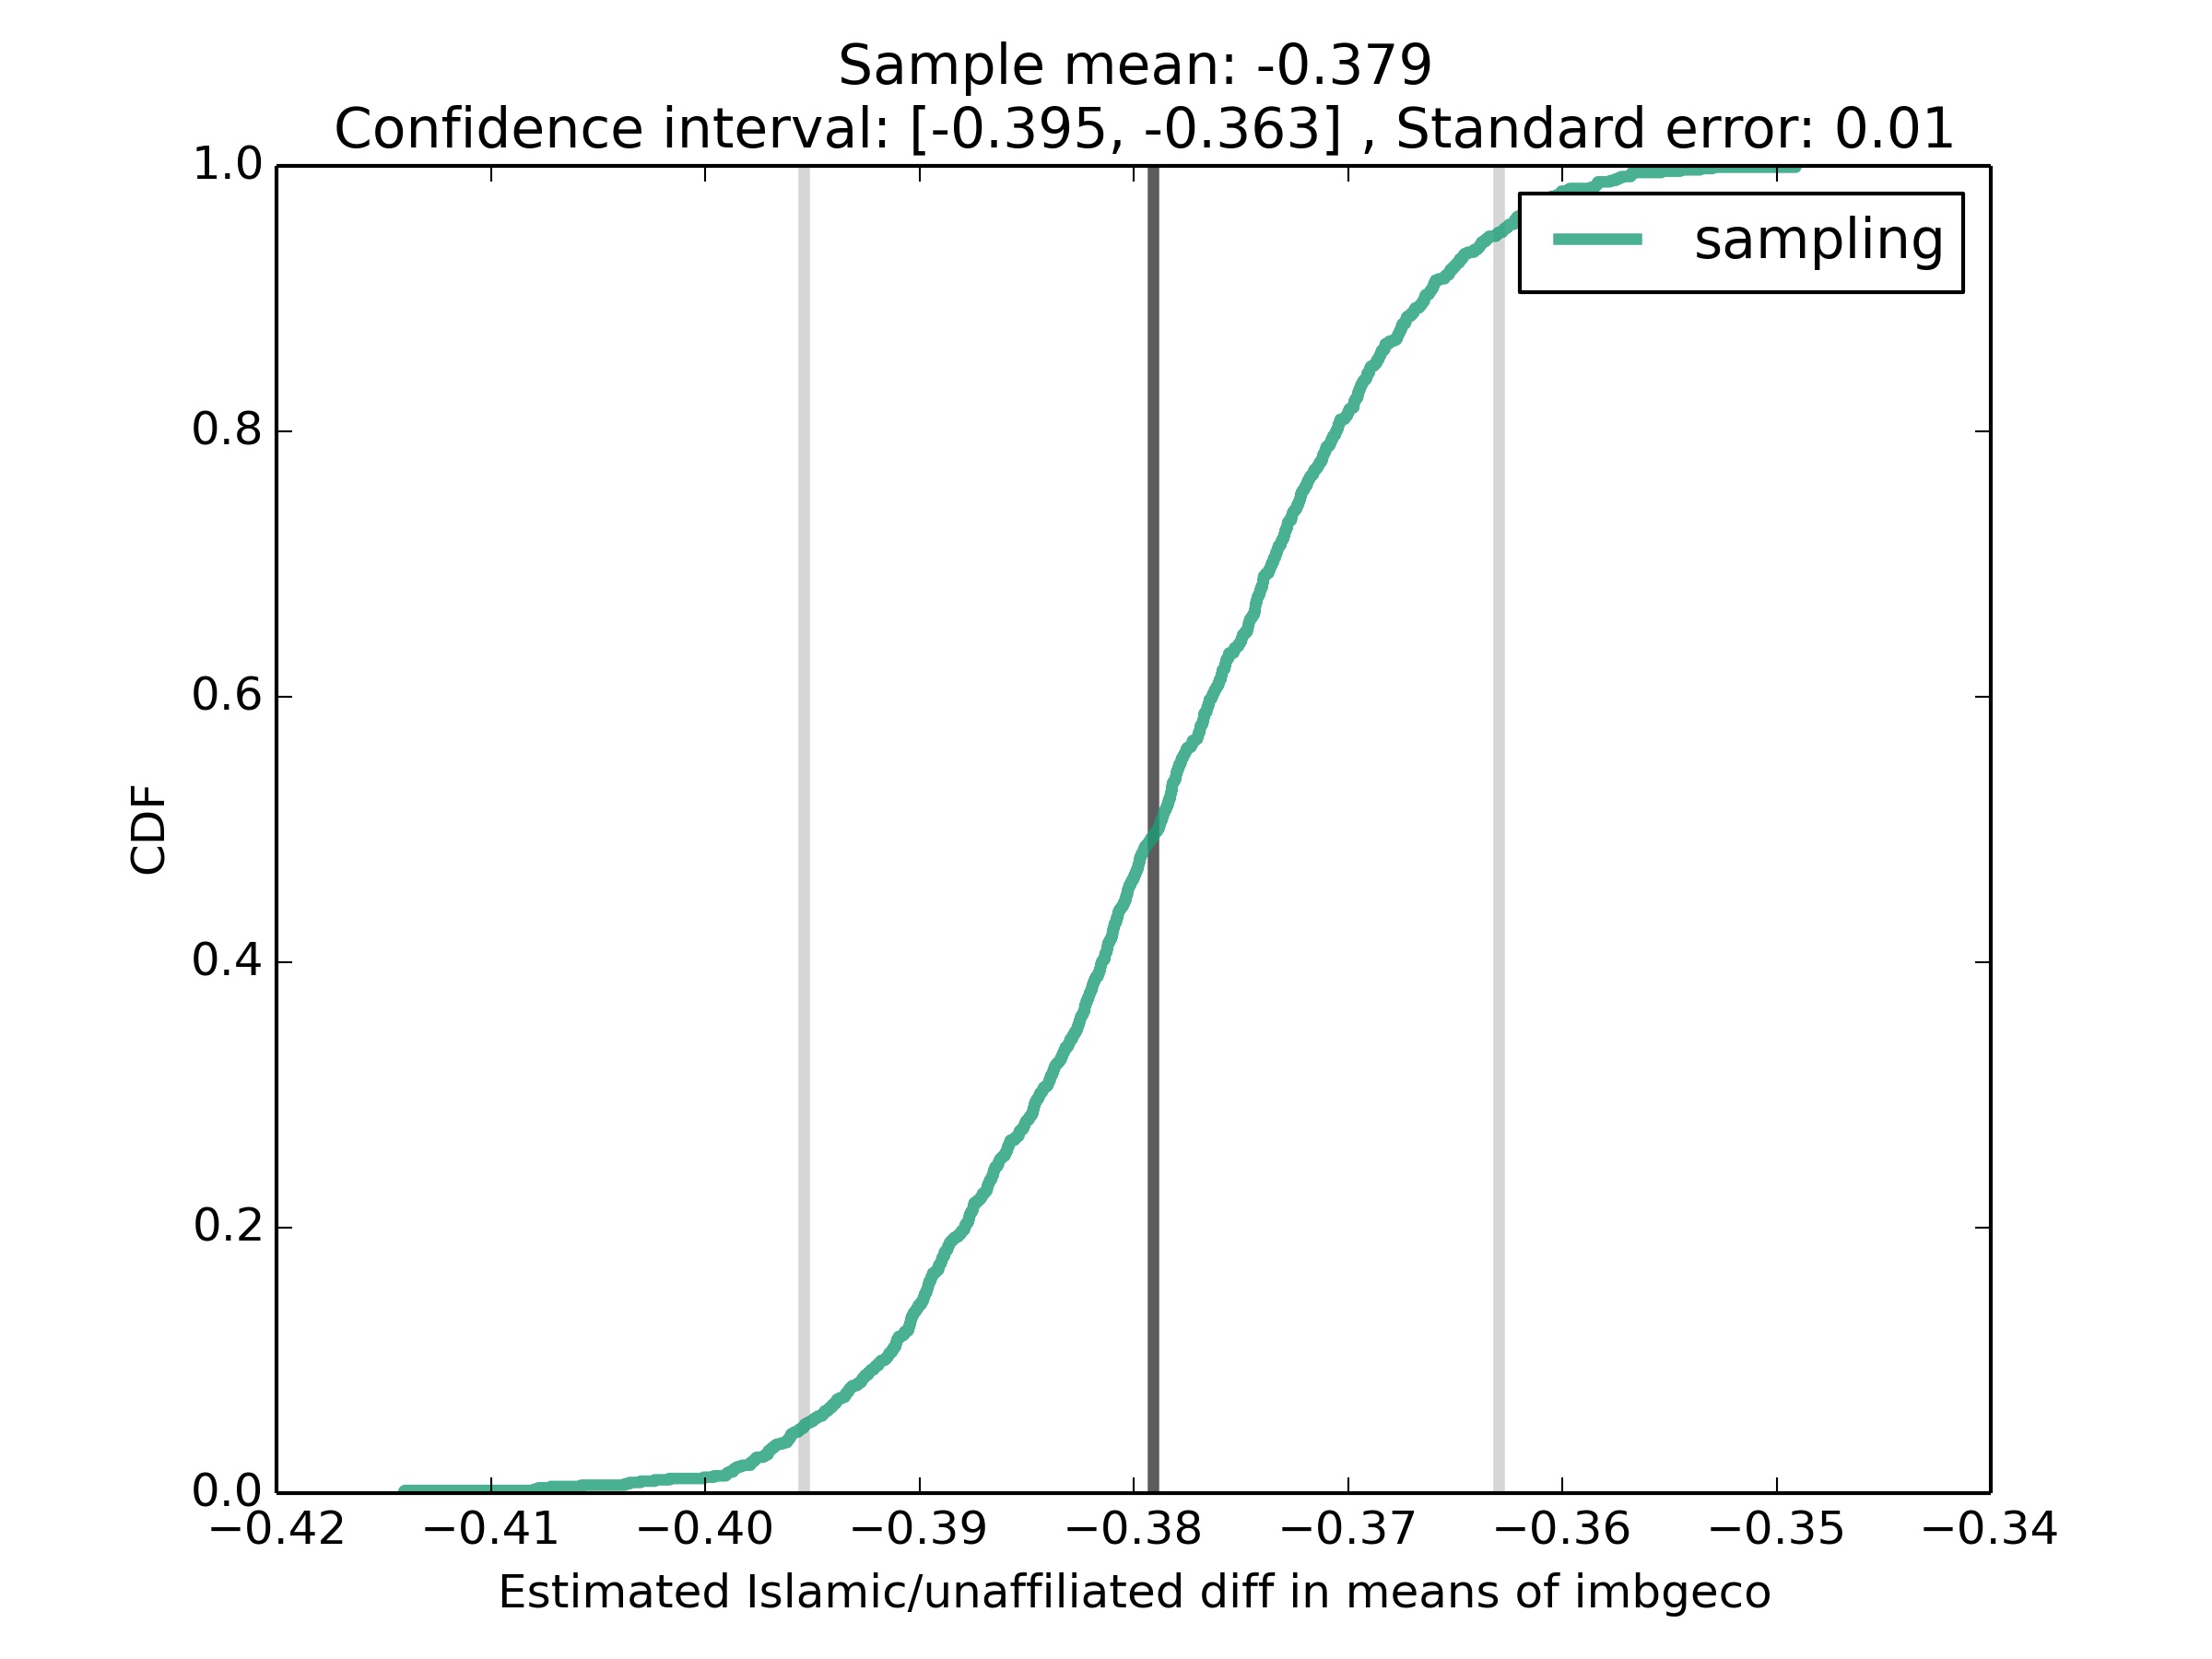 Sample mean: -0.379
Confidence interval: [-0.395, -0.363] , Standard error: 0.01
1.0
0.8
0.6
0.4
0.2
0.0
CDF
sampling
−0.42 −0.41 −0.40 −0.39 −0.38 −0.37 −0.36 −0.35 −0.34
Estimated Islamic/unaffiliated diff in means of imbgeco